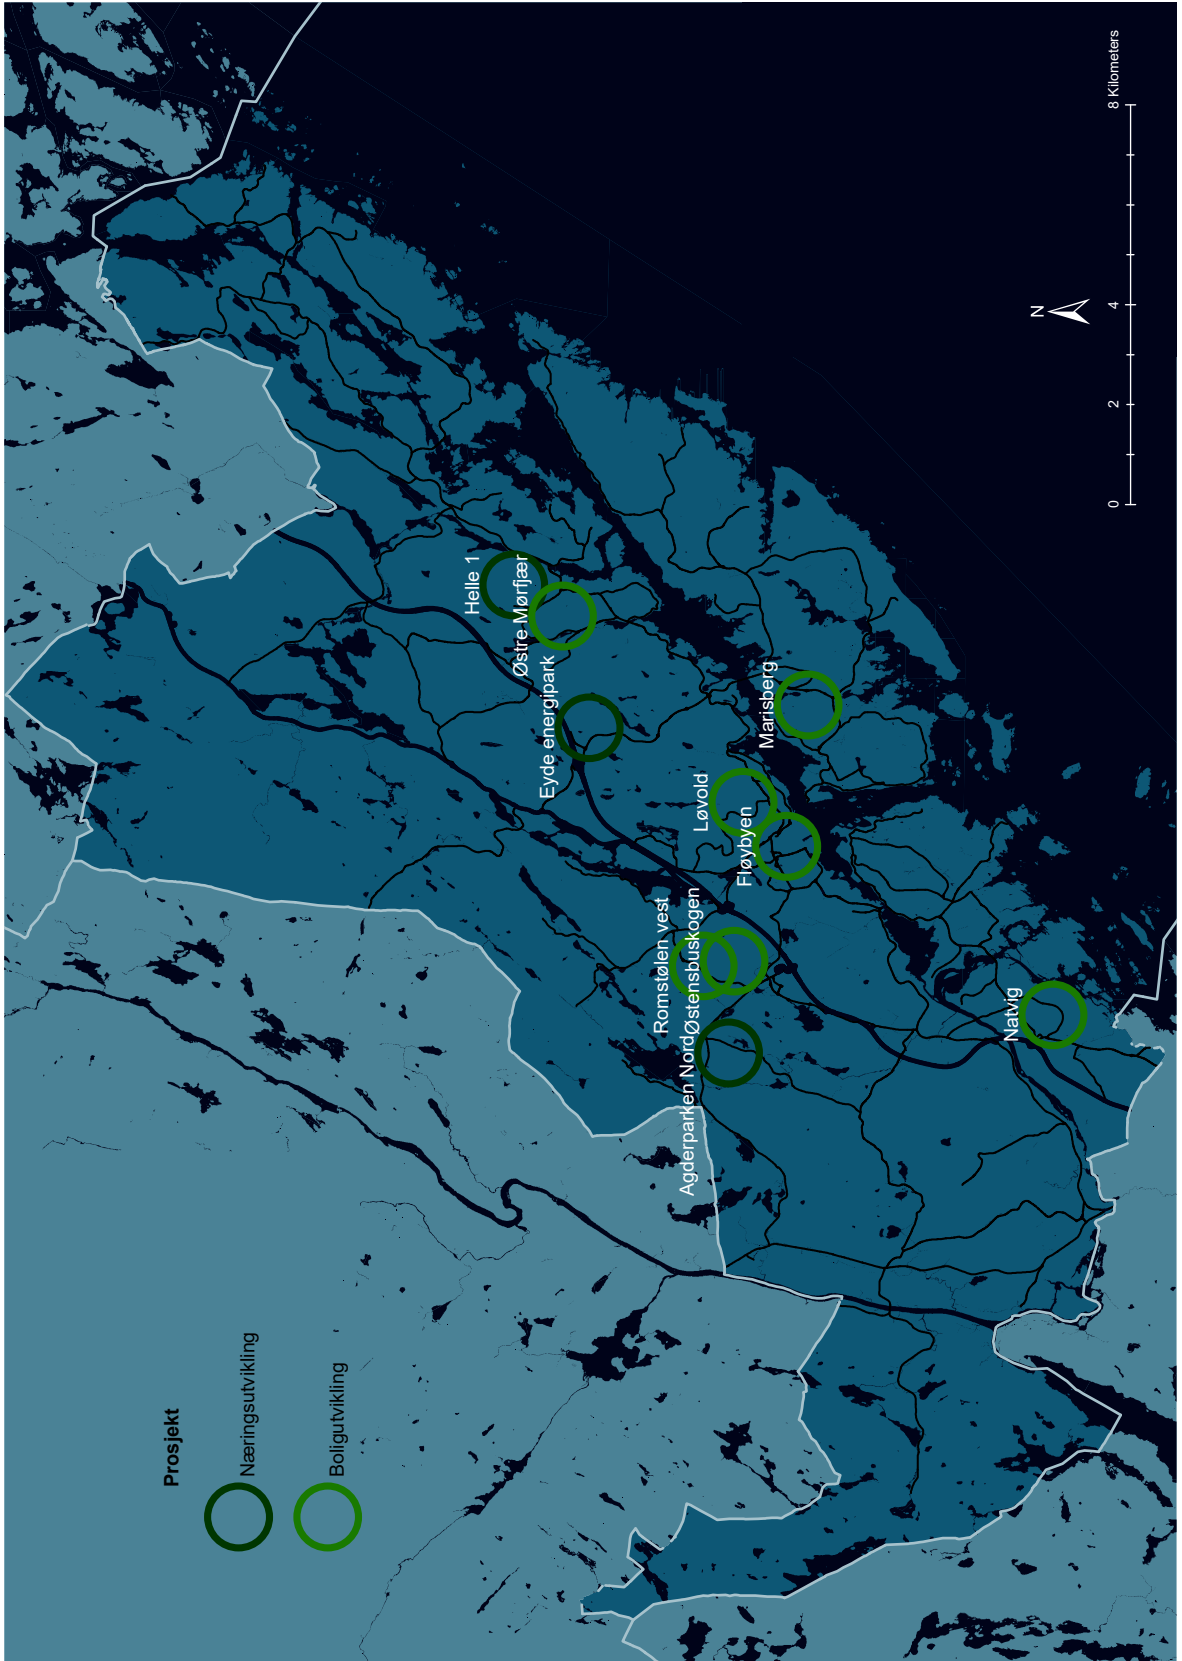 Prosjekt
Næringsutvikling
Boligutvikling
Helle 1
Østre Mørfjær
Eyde energipark
Marisberg
Løvold
Fløybyen
Romstølen vest
Agderparken Nord
Østensbuskogen
Natvig
N
0 2 4 8 Kilometers